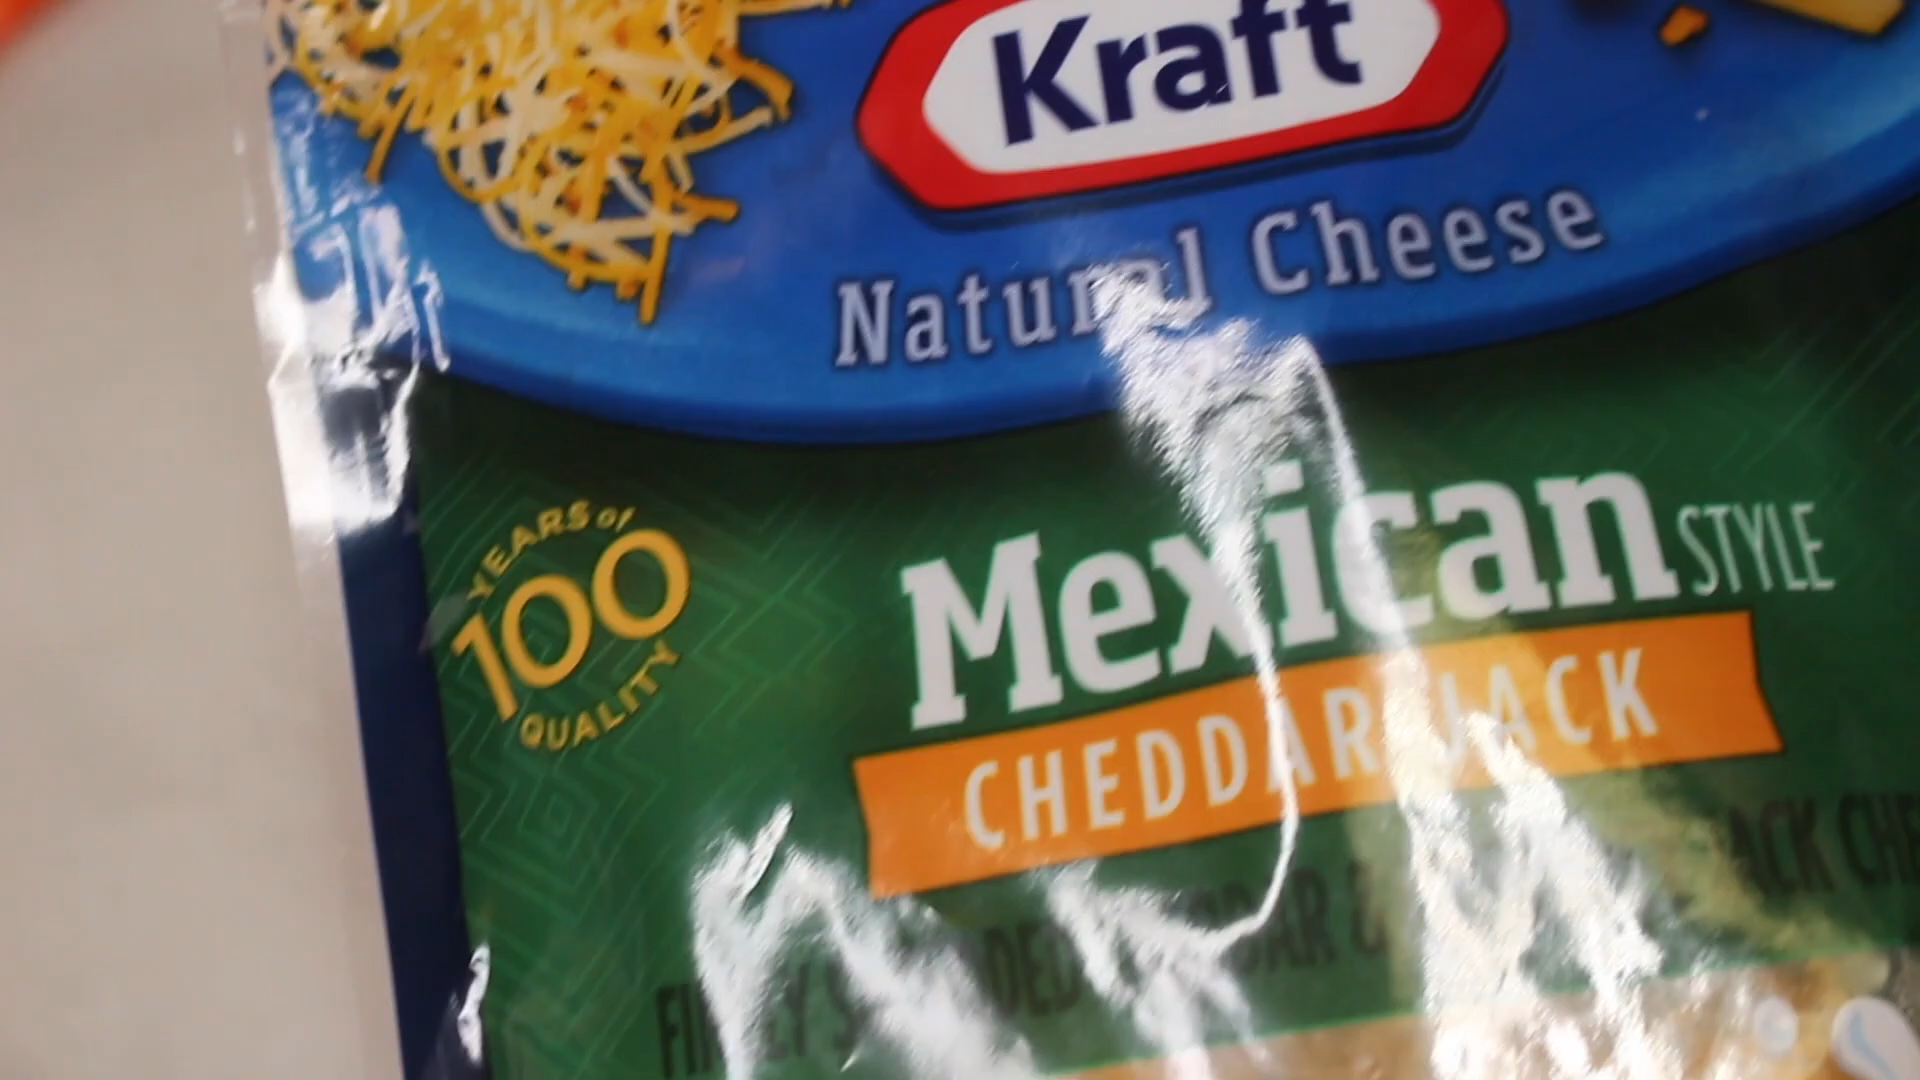 Kraft
Natural Cheese
YEARS of
100
QUALITY
Mexican STYLE
CHEDDAR JACK